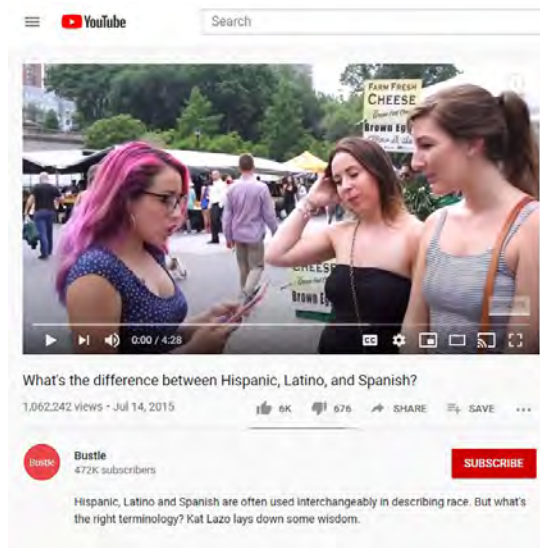 YouTube
Search
FARM FRESH
CHEESE
Brown Eg
CHEESE
Brown E
0:00 / 4:28
CC
What's the difference between Hispanic, Latino, and Spanish?
1,062,242 views • Jul 14, 2015
6K
676
SHARE
SAVE
Bustle
Bustle
472K subscribers
SUBSCRIBE
Hispanic, Latino and Spanish are often used interchangeably in describing race. But what's
the right terminology? Kat Lazo lays down some wisdom.